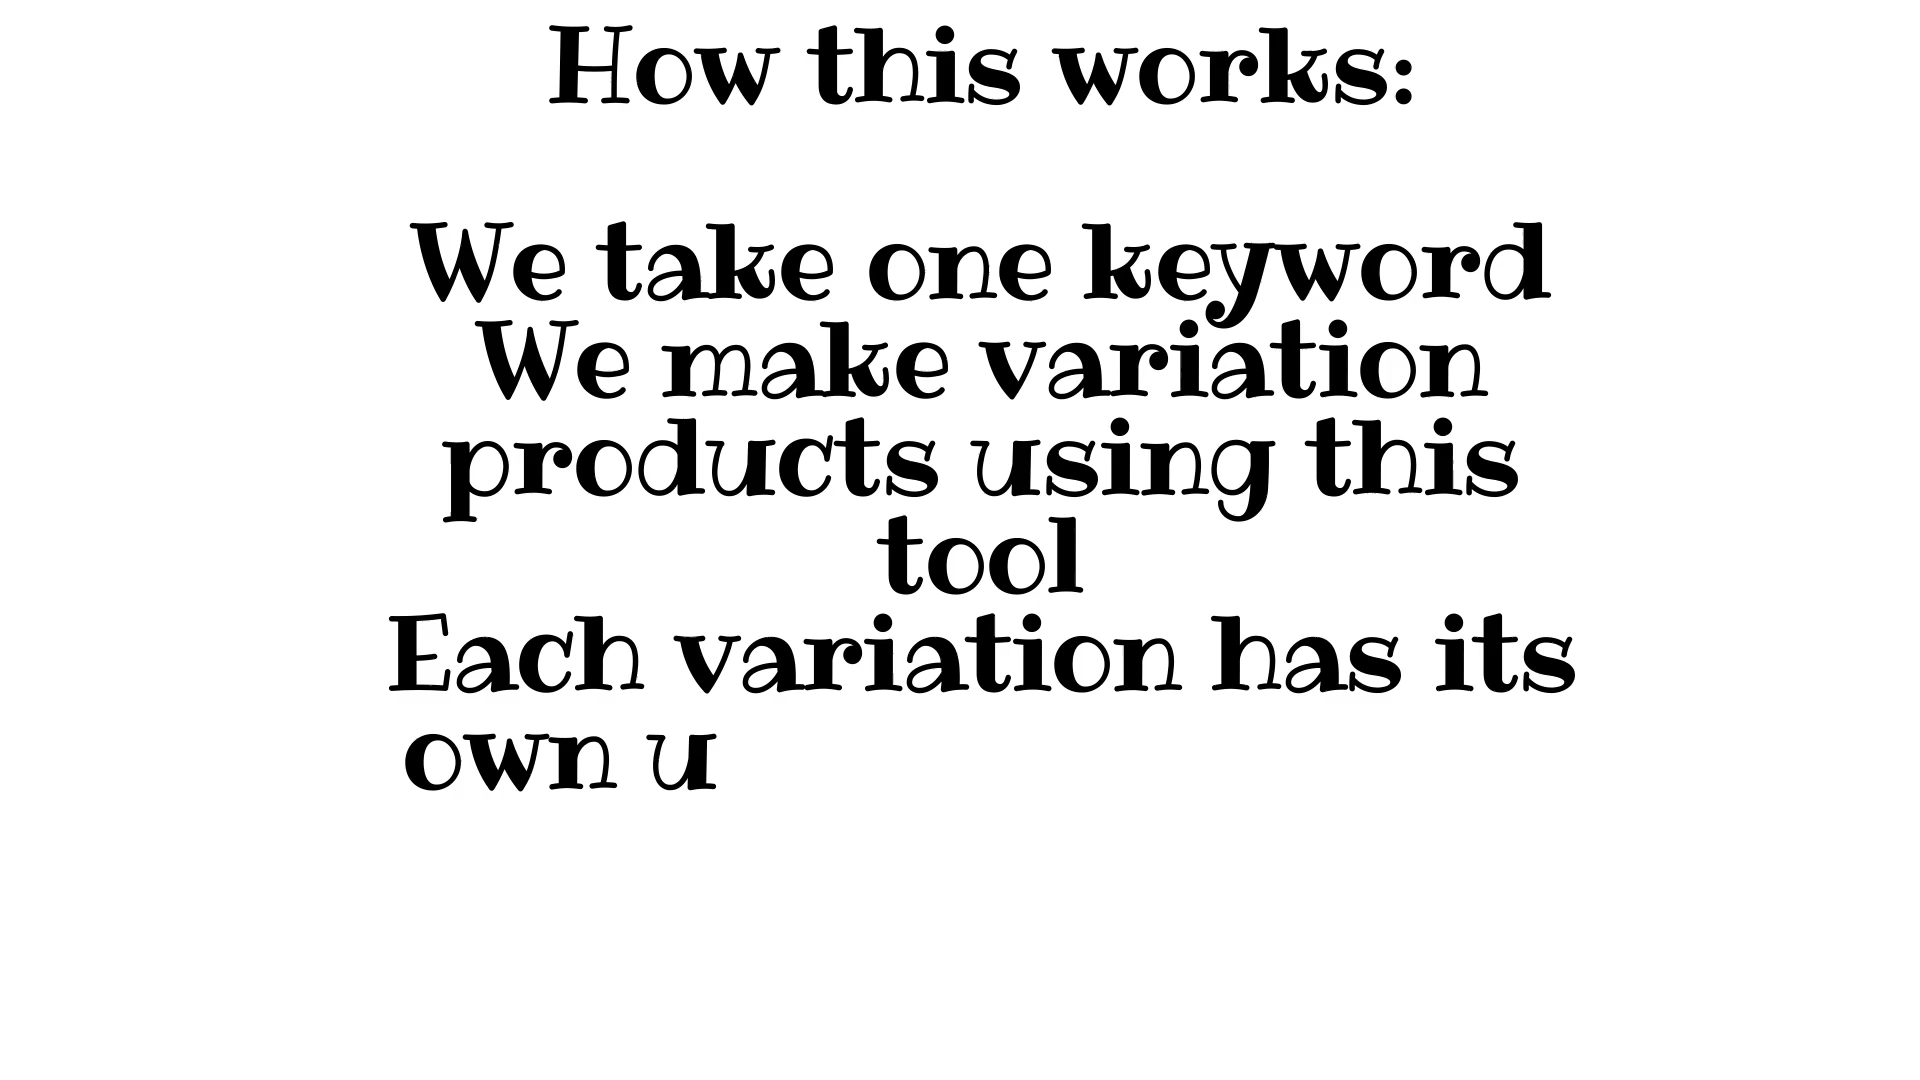 How this works:
We take one keyword
We make variation
products using this
tool
Each variation has its
own u